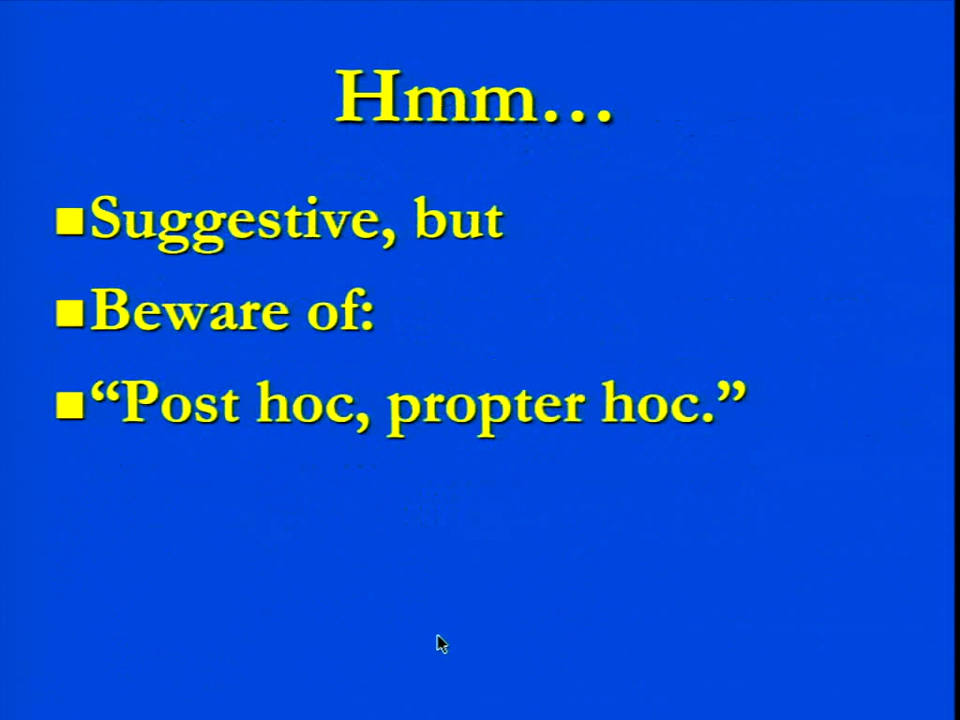 Hmm…
■Suggestive, but
■Beware of:
■“Post hoc, propter hoc.”